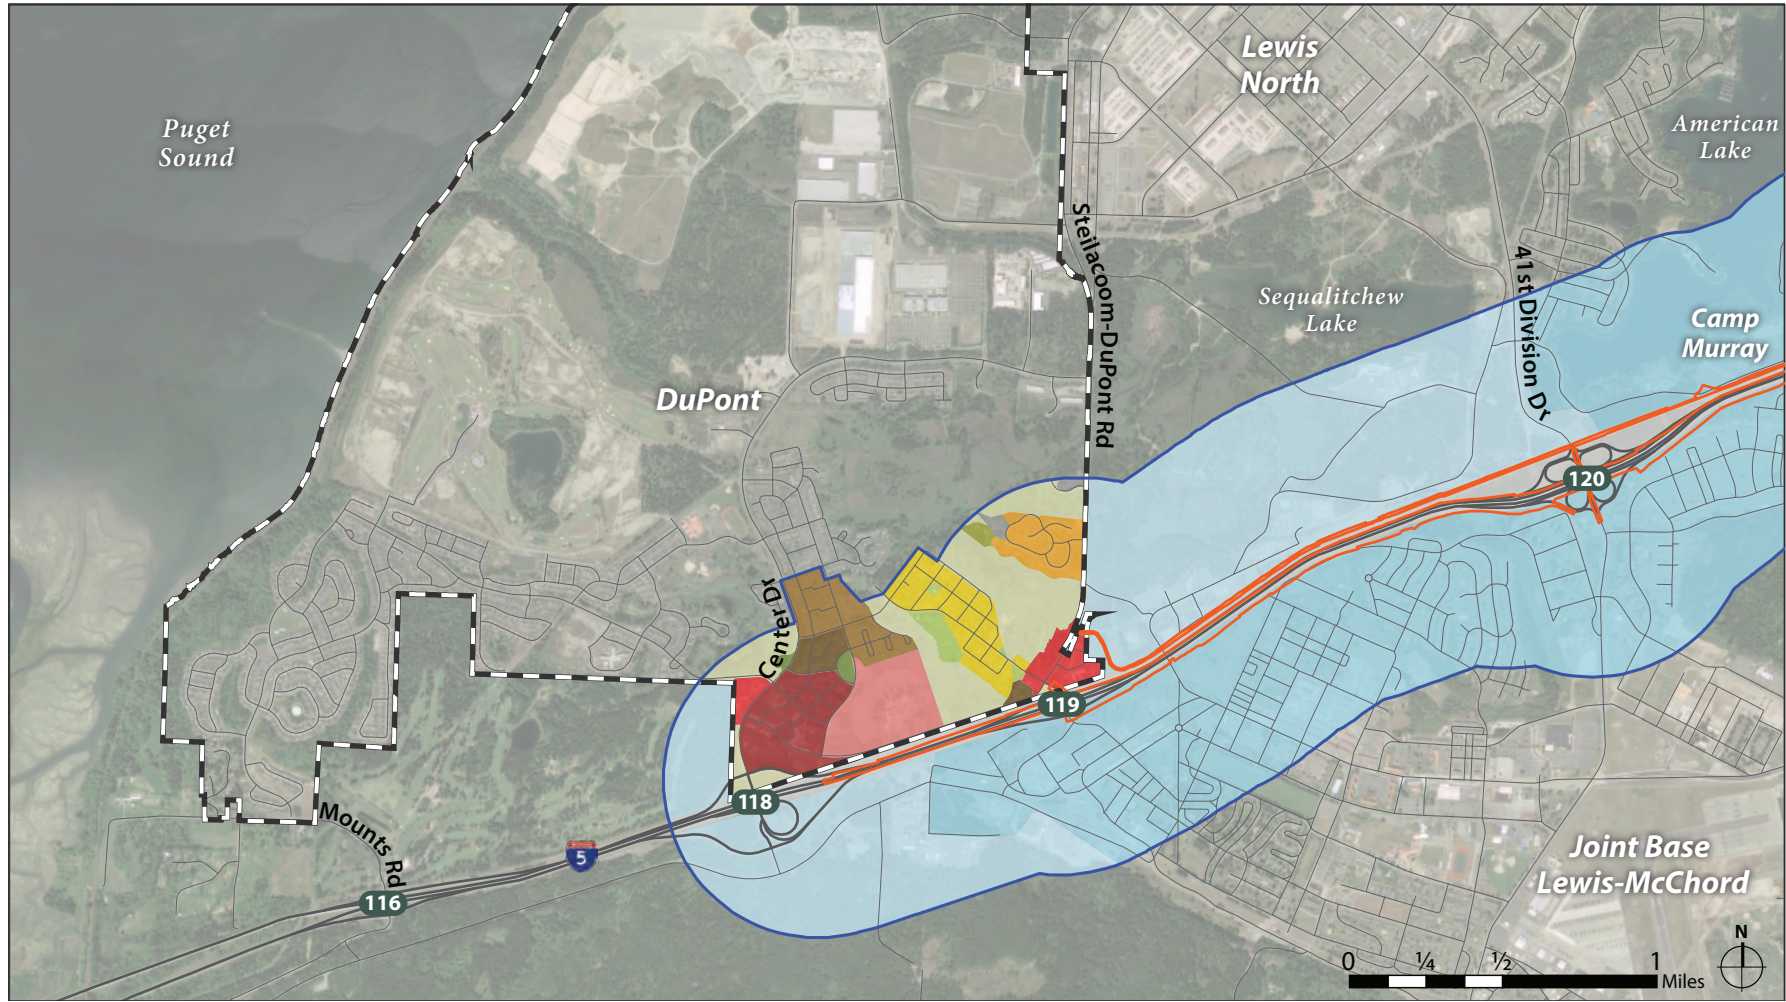 Lewis
North
Puget
Sound
American
Lake
Steilacoom-DuPont Rd
41st Division Dr
Sequalitchew
Lake
Camp
Murray
DuPont
120
Center Dr
119
118
Mounts Rd
5
116
Joint Base
Lewis-McChord
N
0 ¼ ½ 1
Miles